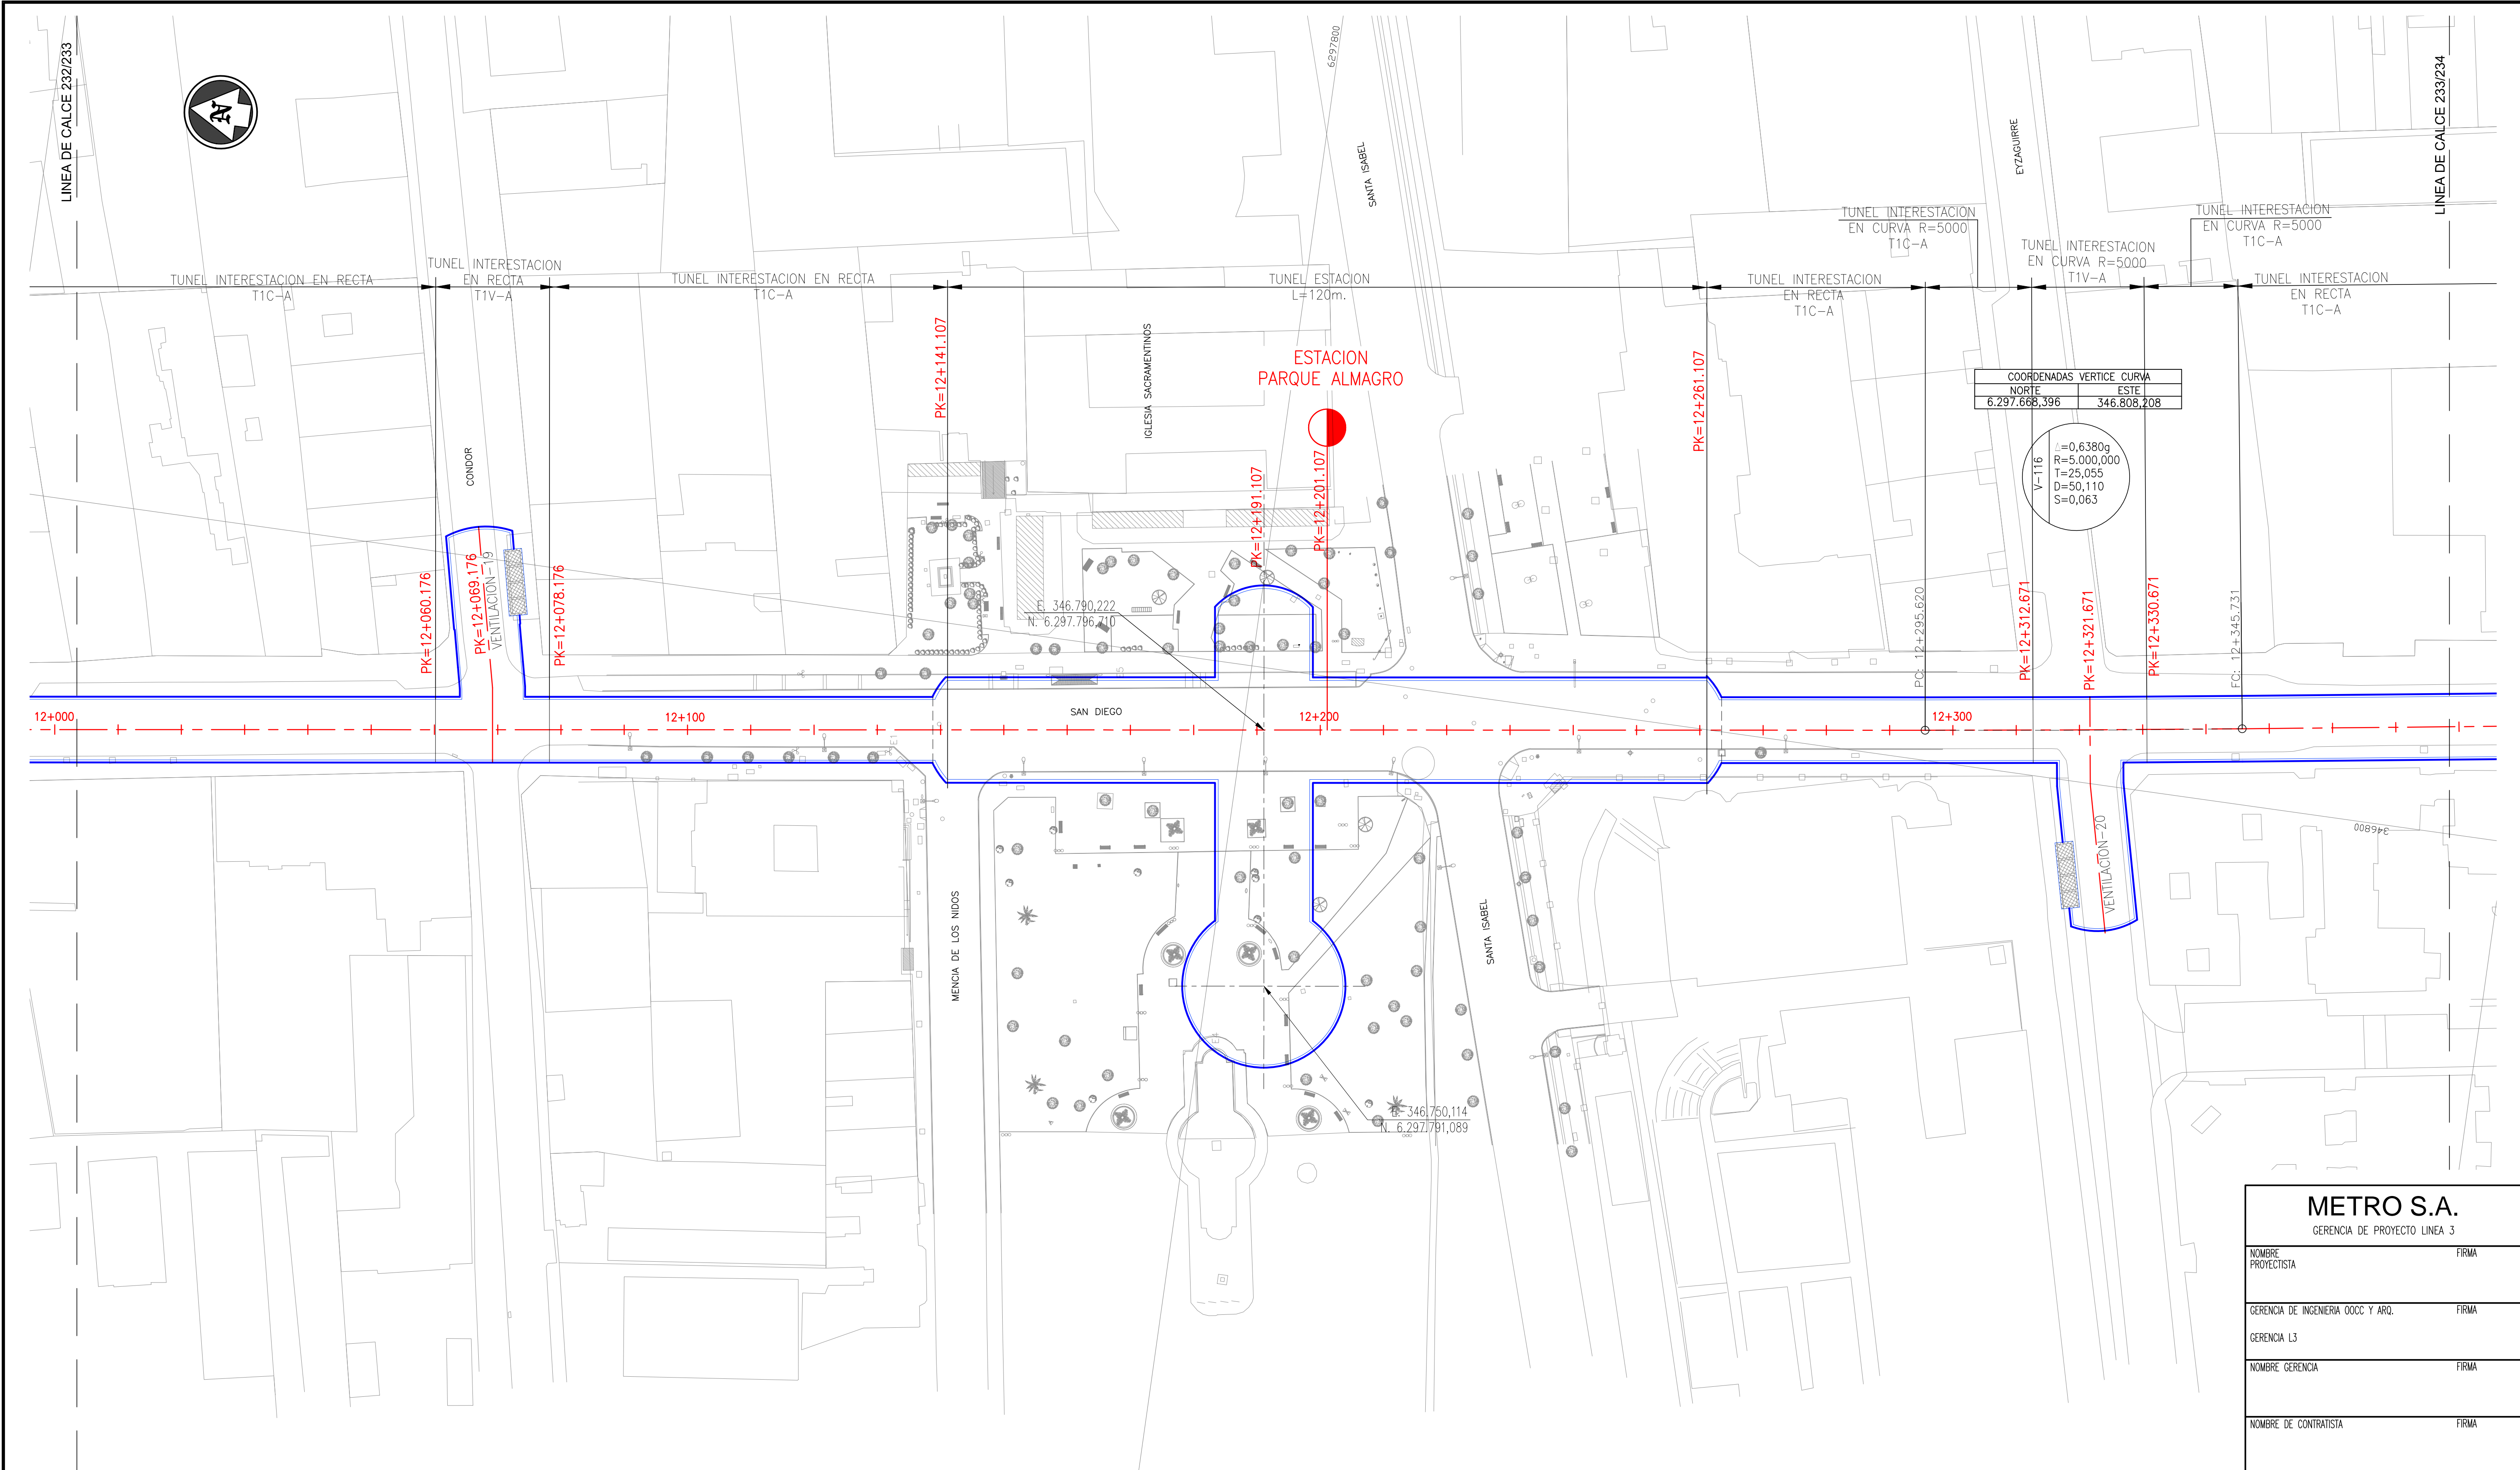 LINEA DE CALCE 232/233
N
6297800
SANTA ISABEL
EYZAGUIRRE
LINEA DE CALCE 233/234
TUNEL INTERESTACION EN RECTA
T1C-A
TUNEL INTERESTACION
EN RECTA
T1V-A
TUNEL INTERESTACION EN RECTA
T1C-A
TUNEL ESTACION
L=120m.
TUNEL INTERESTACION
EN RECTA
T1C-A
TUNEL INTERESTACION
EN CURVA R=5000
T1C-A
TUNEL INTERESTACION
EN CURVA R=5000
T1V-A
TUNEL INTERESTACION
EN CURVA R=5000
T1C-A
TUNEL INTERESTACION
EN RECTA
T1C-A
PK=12+141.107
IGLESIA SACRAMENTINOS
ESTACION
PARQUE ALMAGRO
PK=12+261.107
COORDENADAS VERTICE CURVA
NORTE ESTE
6.297.668,396 346.808,208
V-116
Δ=0,6380g
R=5.000,000
T=25,055
D=50,110
S=0,063
CONDOR
PK=12+191.107
PK=12+201.107
PK=12+060.176
PK=12+069.176
VENTILACION-19
PK=12+078.176
E. 346.790,222
N. 6.297.796,710
PC: 12+295.620
PK=12+312.671
PK=12+321.671
PK=12+330.671
FC: 12+345.731
12+000
12+100
SAN DIEGO
12+200
12+300
346800
VENTILACION-20
MENCIA DE LOS NIDOS
SANTA ISABEL
E. 346.750,114
N. 6.297.791,089
METRO S.A.
GERENCIA DE PROYECTO LINEA 3
NOMBRE FIRMA
PROYECTISTA
GERENCIA DE INGENIERIA OOCC Y ARQ. FIRMA
GERENCIA L3
NOMBRE GERENCIA FIRMA
NOMBRE DE CONTRATISTA FIRMA